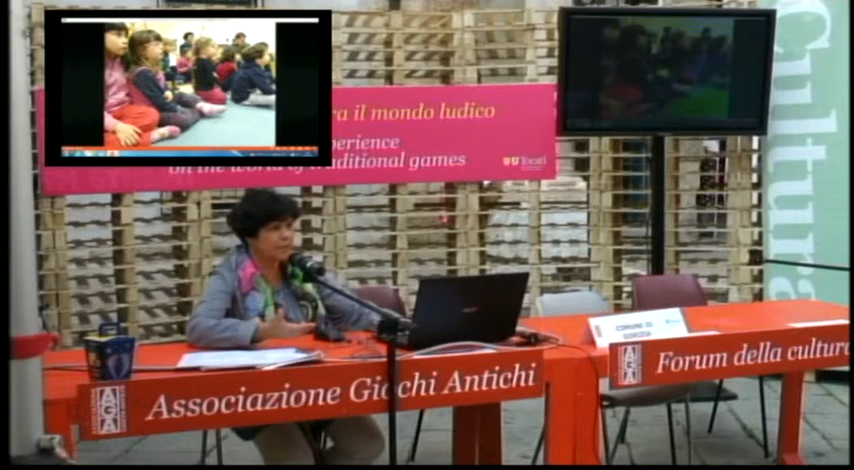 ra il mondo ludico
perience
on the world of traditional games
Tocatì
Cultura
COMUNE DI
GORIZIA
AGA
Associazione Giochi Antichi
AGA
Forum della cultura